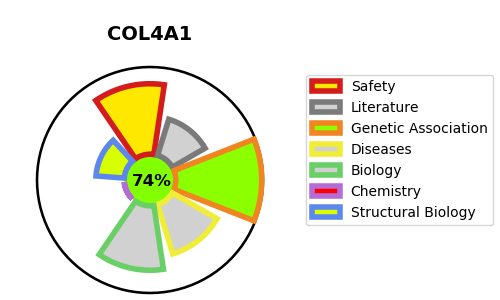 COL4A1
74%
Safety
Literature
Genetic Association
Diseases
Biology
Chemistry
Structural Biology